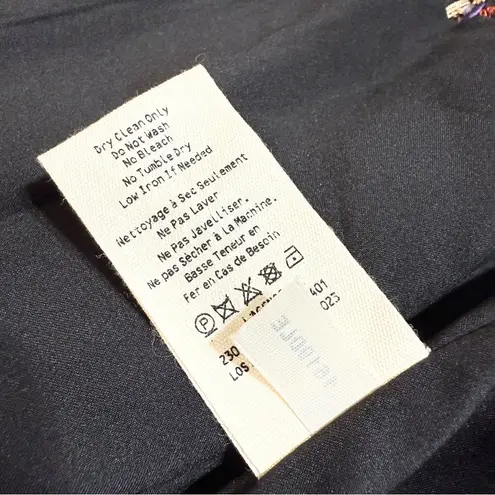 Dry Clean Only
Do Not Wash
No Bleach
No Tumble Dry
Low Iron If Needed
Nettoyage à Sec Seulement
Ne Pas Laver
Ne Pas Javelliser.
Ne pas Sècher à La Machine.
Basse Teneur en
Fer en Cas de Besoin
P
401
230 023
LOS